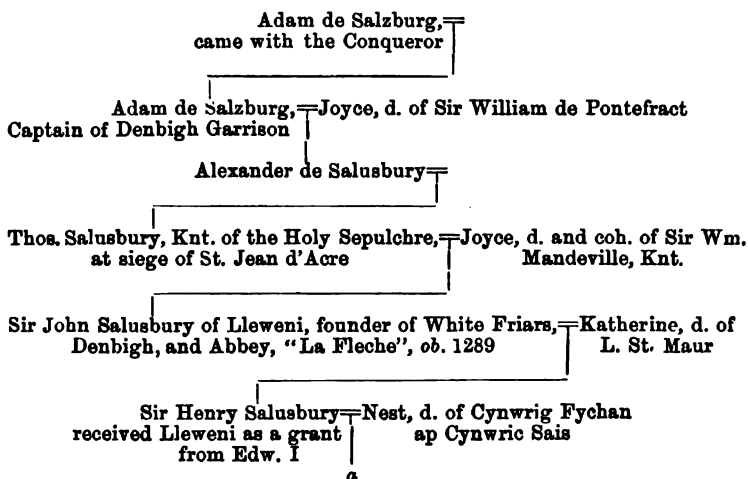 Adam de Salzburg,
came with the Conqueror
Adam de Salzburg, Joyce, d. of Sir William de Pontefract
Captain of Denbigh Garrison
Alexander de Salusbury
Thos. Salusbury, Knt. of the Holy Sepulchre, Joyce, d. and coh. of Sir Wm.
at siege of St. Jean d'Acre Mandeville, Knt.
Sir John Salusbury of Lleweni, founder of White Friars, Katherine, d. of
Denbigh, and Abbey, "La Fleche", ob. 1289 L. St. Maur
Sir Henry Salusbury Nest, d. of Cynwrig Fychan
received Lleweni as a grant ap Cynwric Sais
from Edw. I
a